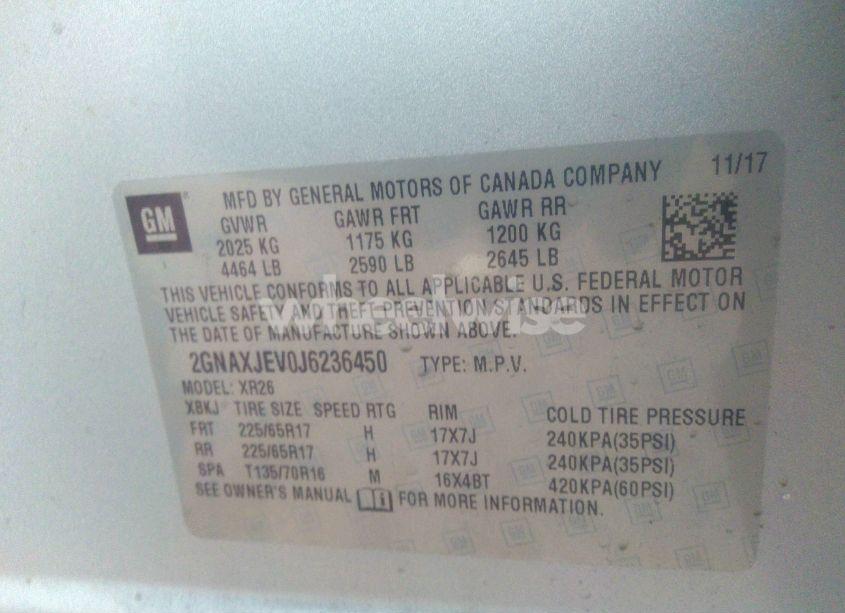 GM
MFD BY GENERAL MOTORS OF CANADA COMPANY 11/17
GVWR GAWR FRT GAWR RR
2025 KG 1175 KG 1200 KG
4464 LB 2590 LB 2645 LB
THIS VEHICLE CONFORMS TO ALL APPLICABLE U.S. FEDERAL MOTOR
VEHICLE SAFETY AND THEFT PREVENTION STANDARDS IN EFFECT ON
THE DATE OF MANUFACTURE SHOWN ABOVE.
2GNAXJEV0J6236450 TYPE: M.P.V.
MODEL: XR26
XBKJ TIRE SIZE SPEED RTG RIM COLD TIRE PRESSURE
FRT 225/65R17 H 17X7J 240KPA(35PSI)
RR 225/65R17 H 17X7J 240KPA(35PSI)
SPA T135/70R16 M 16X4BT 420KPA(60PSI)
SEE OWNER'S MANUAL FOR MORE INFORMATION.